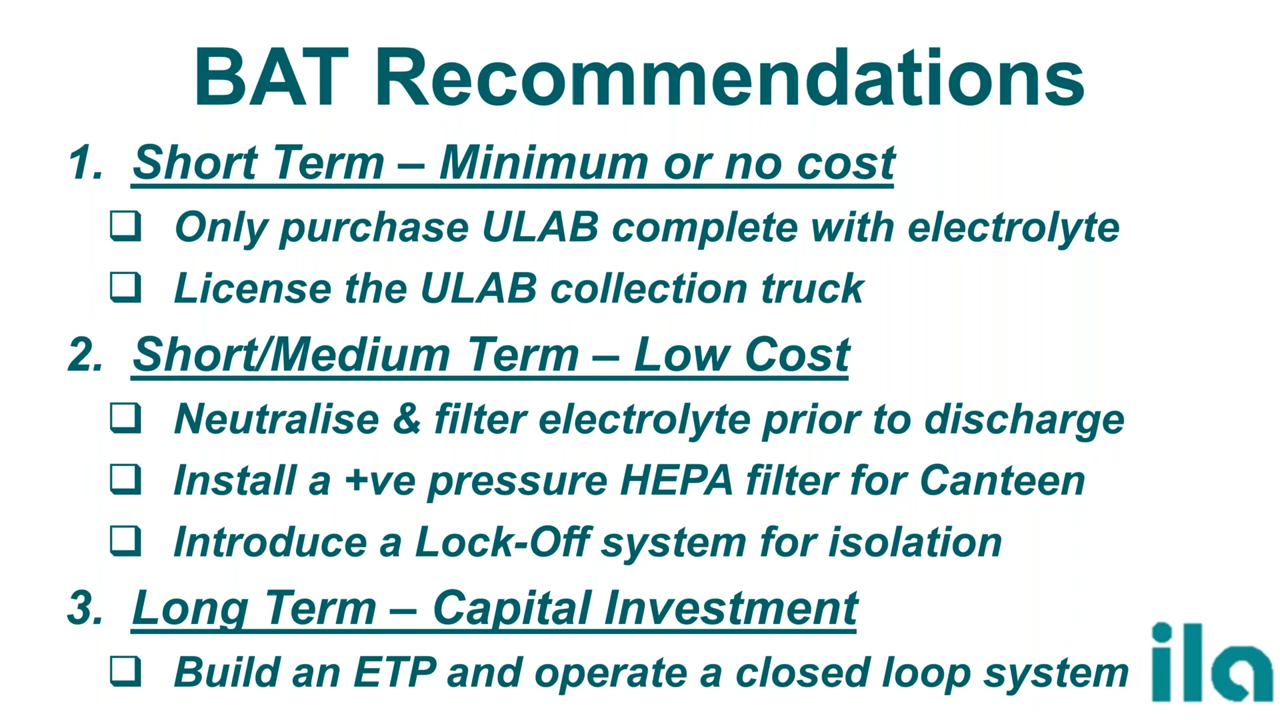 BAT Recommendations
1. Short Term – Minimum or no cost
❑ Only purchase ULAB complete with electrolyte
❑ License the ULAB collection truck
2. Short/Medium Term – Low Cost
❑ Neutralise & filter electrolyte prior to discharge
❑ Install a +ve pressure HEPA filter for Canteen
❑ Introduce a Lock-Off system for isolation
3. Long Term – Capital Investment
❑ Build an ETP and operate a closed loop system
ila